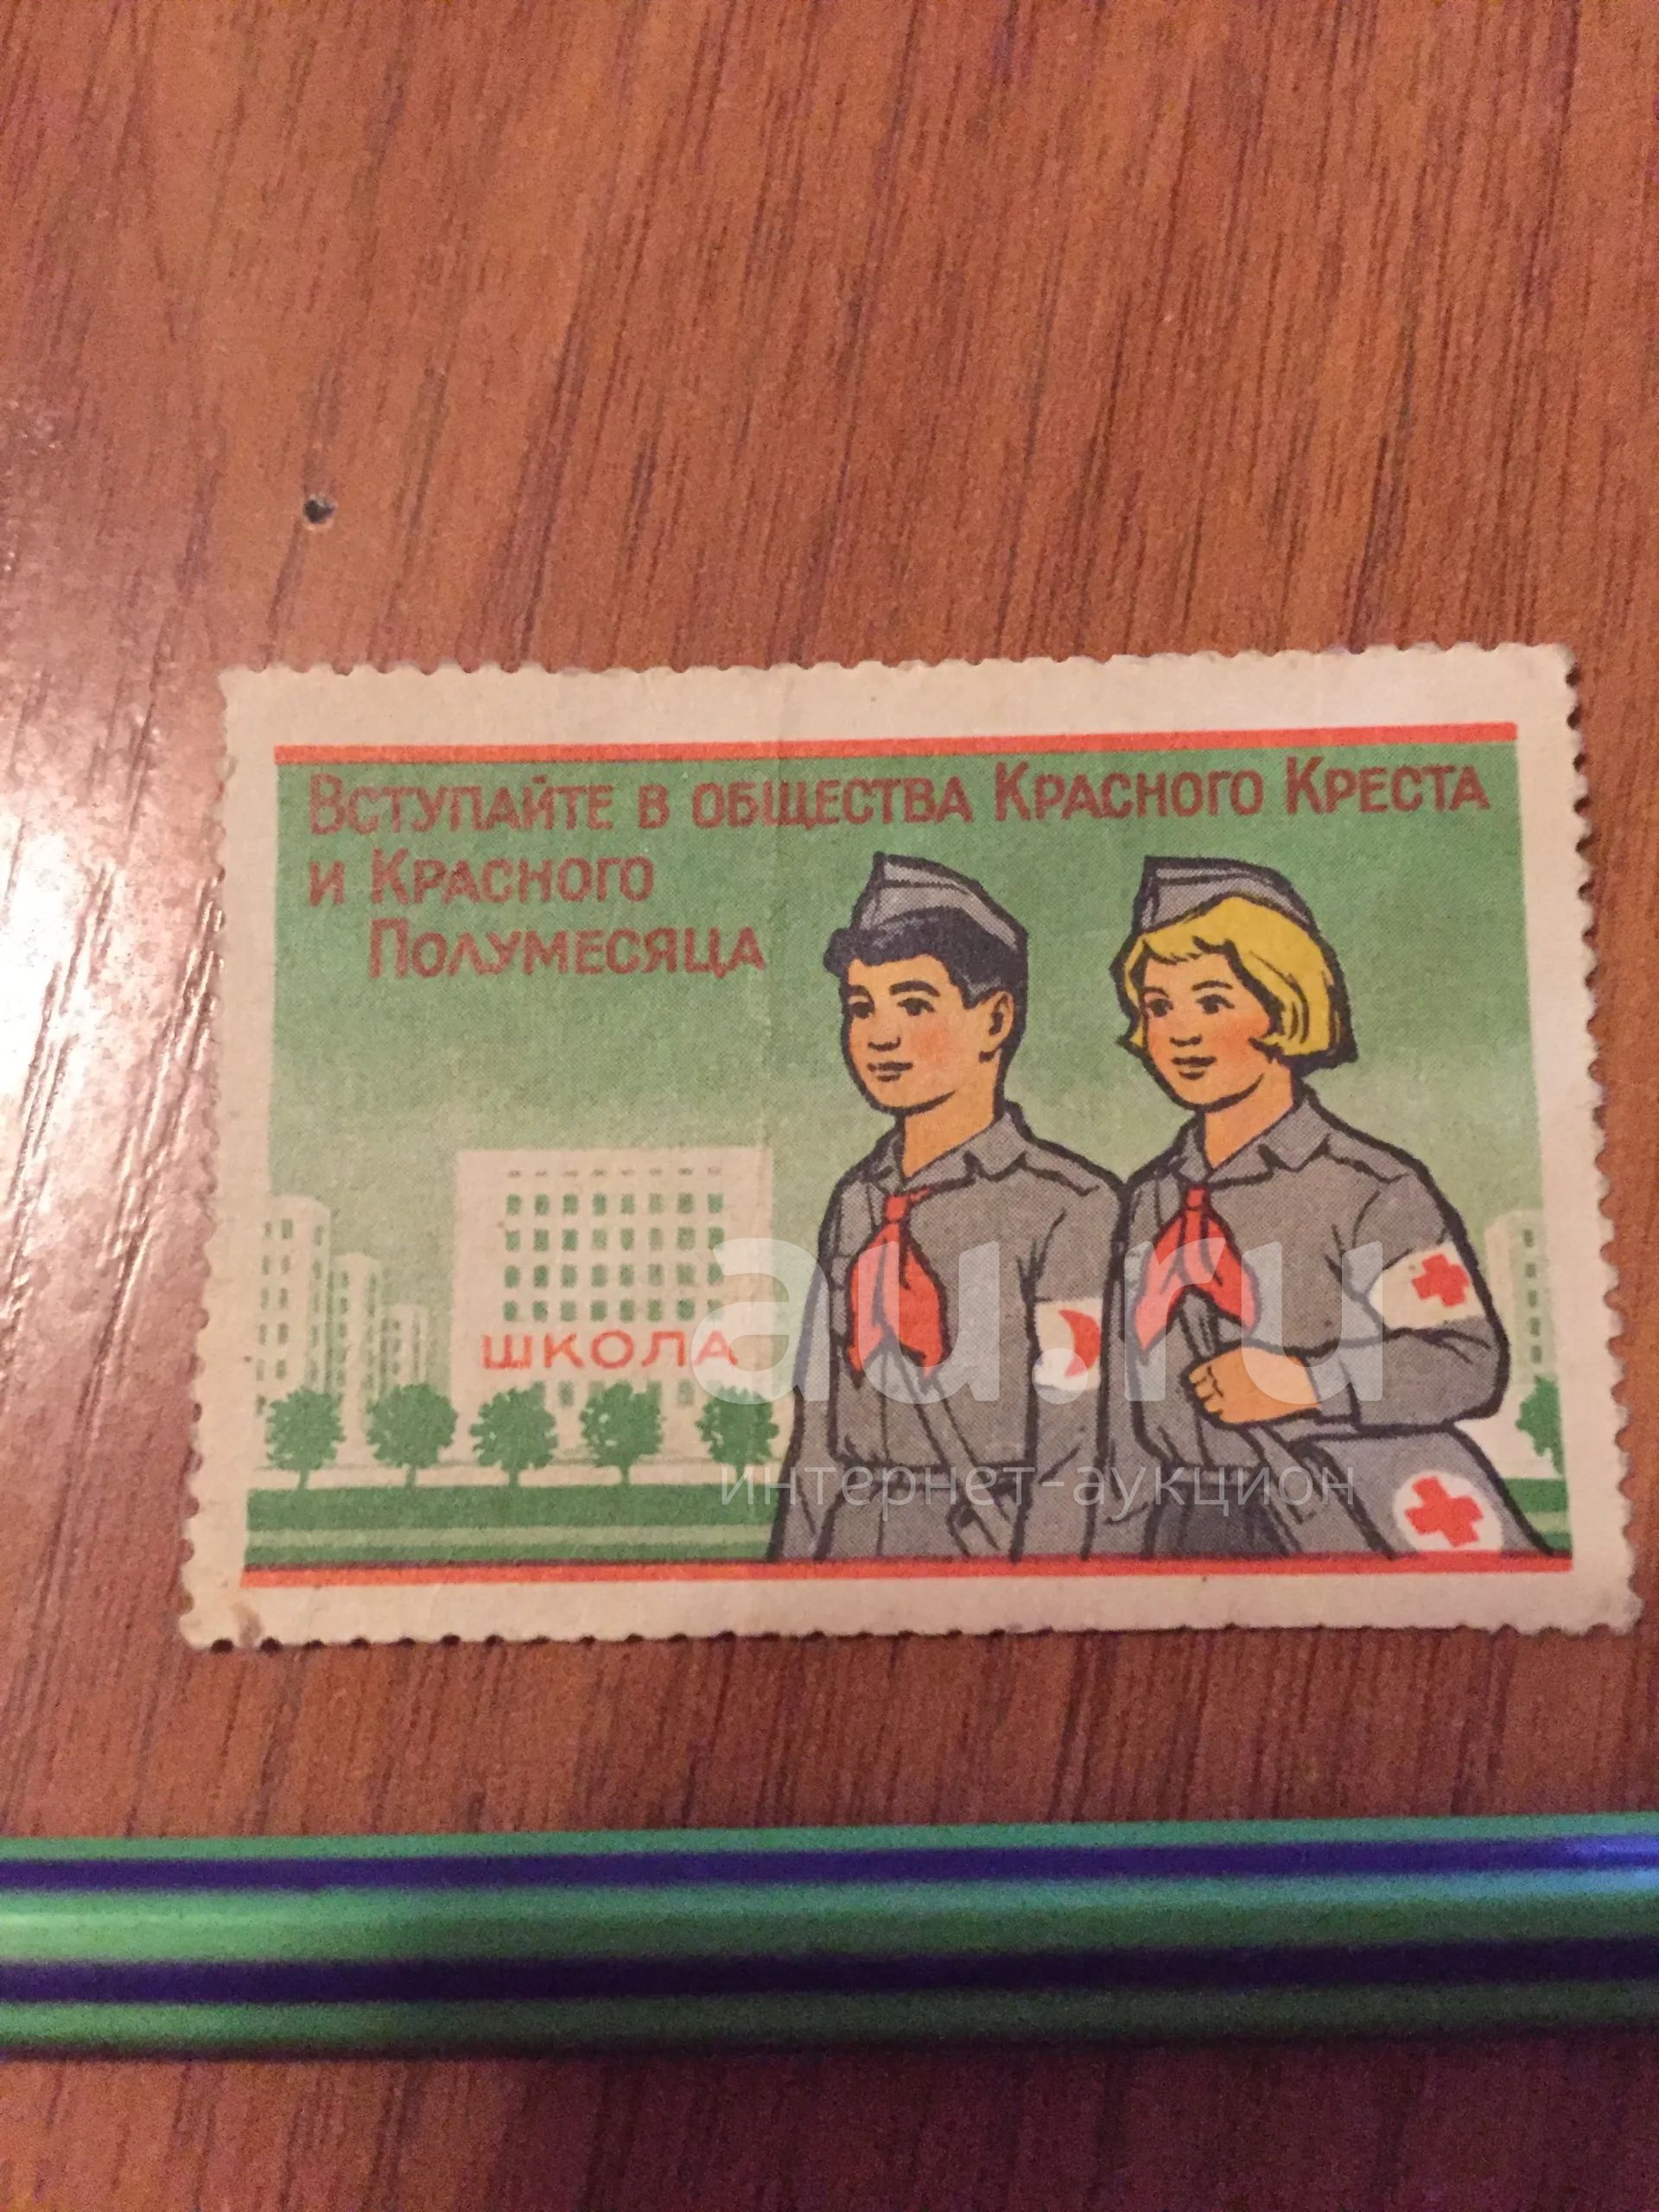 Вступайте в общества Красного Креста
и Красного
Полумесяца
ШКОЛА
au.ru
интернет-аукцион